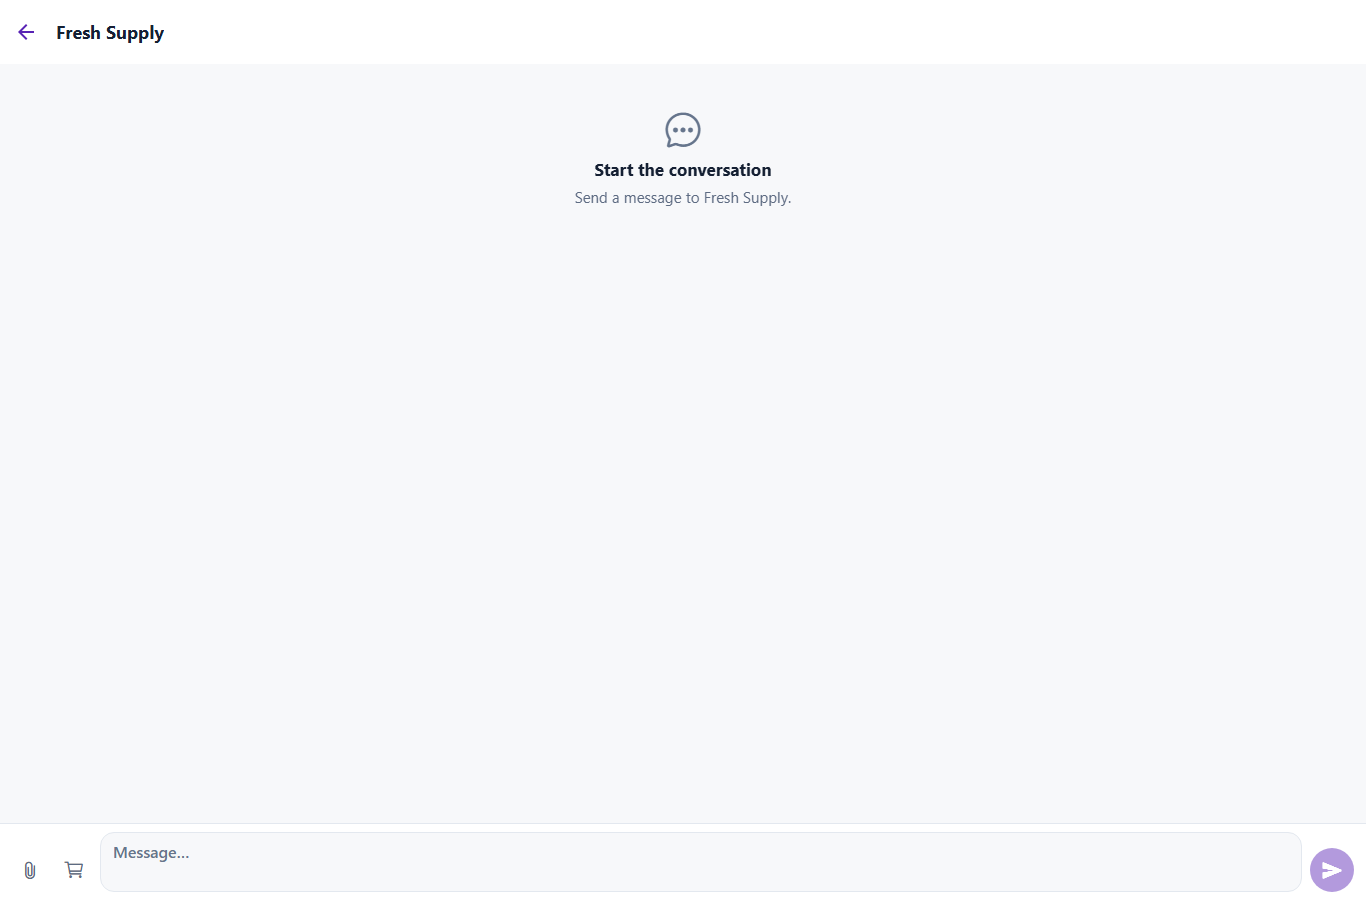 Fresh Supply
Start the conversation
Send a message to Fresh Supply.
Message...